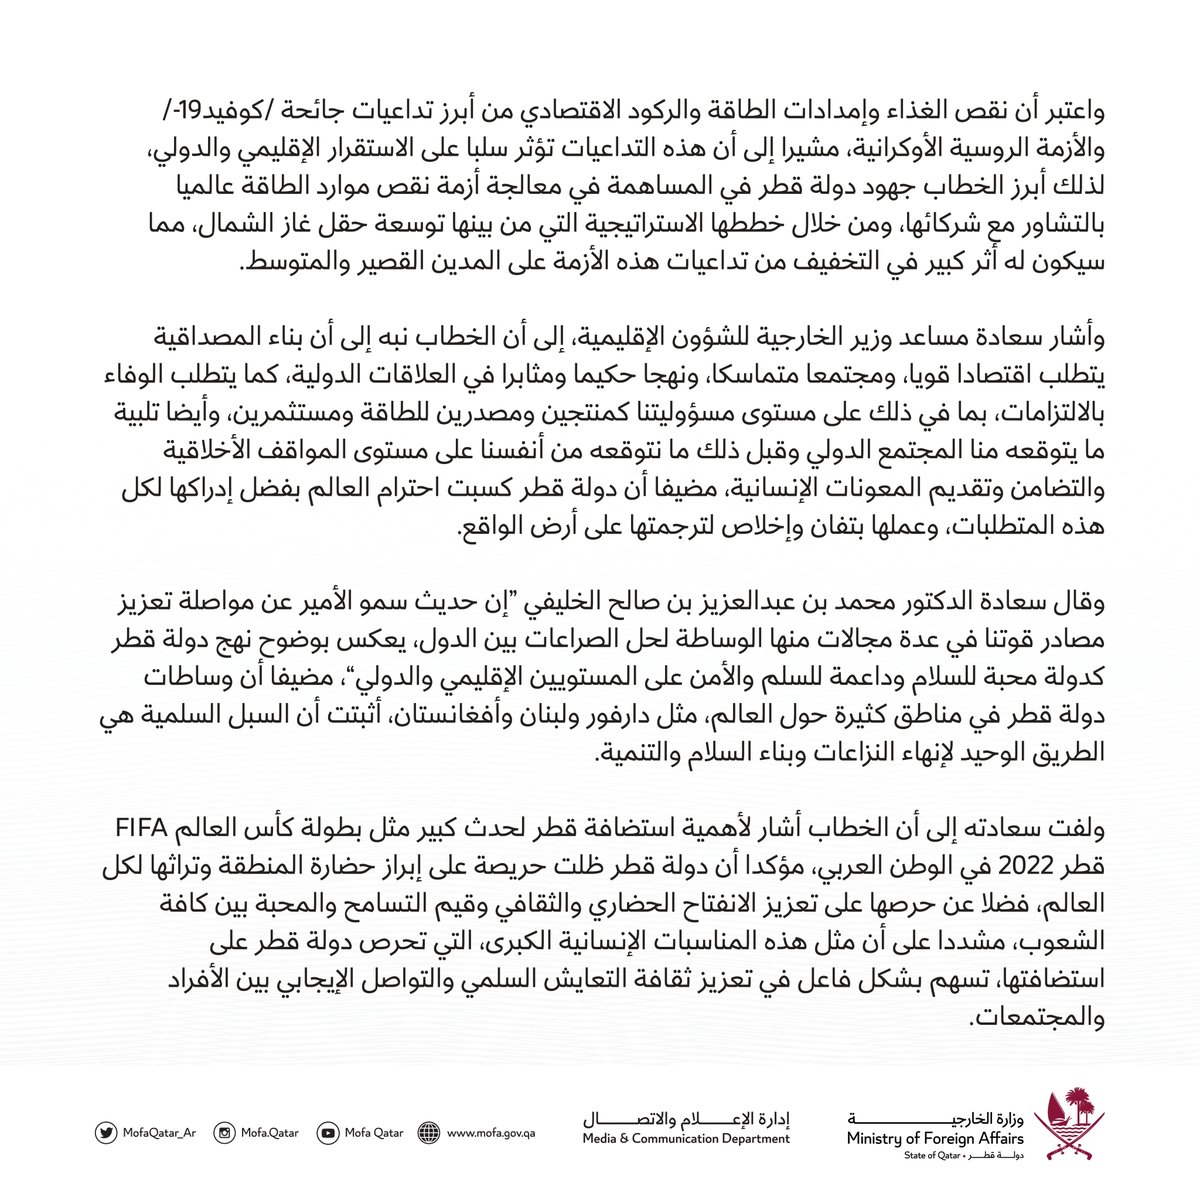 واعتبر أن نقص الغذاء وإمدادات الطاقة والركود الاقتصادي من أبرز تداعيات جائحة /كوفيد19-/
والأزمة الروسية الأوكرانية، مشيرا إلى أن هذه التداعيات تؤثر سلبا على الاستقرار الإقليمي والدولي،
لذلك أبرز الخطاب جهود دولة قطر في المساهمة في معالجة أزمة نقص موارد الطاقة عالميا
بالتشاور مع شركائها، ومن خلال خططها الاستراتيجية التي من بينها توسعة حقل غاز الشمال، مما
سيكون له أثر كبير في التخفيف من تداعيات هذه الأزمة على المدين القصير والمتوسط.
وأشار سعادة مساعد وزير الخارجية للشؤون الإقليمية، إلى أن الخطاب نبه إلى أن بناء المصداقية
يتطلب اقتصادا قويا، ومجتمعا متماسكا، ونهجا حكيما ومثابرا في العلاقات الدولية، كما يتطلب الوفاء
بالالتزامات، بما في ذلك على مستوى مسؤوليتنا كمنتجين ومصدرين للطاقة ومستثمرين، وأيضا تلبية
ما يتوقعه منا المجتمع الدولي وقبل ذلك ما نتوقعه من أنفسنا على مستوى المواقف الأخلاقية
والتضامن وتقديم المعونات الإنسانية، مضيفا أن دولة قطر كسبت احترام العالم بفضل إدراكها لكل
هذه المتطلبات، وعملها بتفان وإخلاص لترجمتها على أرض الواقع.
وقال سعادة الدكتور محمد بن عبدالعزيز بن صالح الخليفي ”إن حديث سمو الأمير عن مواصلة تعزيز
مصادر قوتنا في عدة مجالات منها الوساطة لحل الصراعات بين الدول، يعكس بوضوح نهج دولة قطر
كدولة محبة للسلام وداعمة للسلم والأمن على المستويين الإقليمي والدولي“، مضيفا أن وساطات
دولة قطر في مناطق كثيرة حول العالم، مثل دارفور ولبنان وأفغانستان، أثبتت أن السبل السلمية هي
الطريق الوحيد لإنهاء النزاعات وبناء السلام والتنمية.
ولفت سعادته إلى أن الخطاب أشار لأهمية استضافة قطر لحدث كبير مثل بطولة كأس العالم FIFA
قطر 2022 في الوطن العربي، مؤكدا أن دولة قطر ظلت حريصة على إبراز حضارة المنطقة وتراثها لكل
العالم، فضلا عن حرصها على تعزيز الانفتاح الحضاري والثقافي وقيم التسامح والمحبة بين كافة
الشعوب، مشددا على أن مثل هذه المناسبات الإنسانية الكبرى، التي تحرص دولة قطر على
استضافتها، تسهم بشكل فاعل في تعزيز ثقافة التعايش السلمي والتواصل الإيجابي بين الأفراد
والمجتمعات.
وزارة الخارجيـــــــــــة
Ministry of Foreign Affairs
دولـــة قطـــر • State of Qatar
إدارة الإعـــــلام والاتصـــــــال
Media & Communication Department
MofaQatar_Ar Mofa.Qatar Mofa Qatar www.mofa.gov.qa